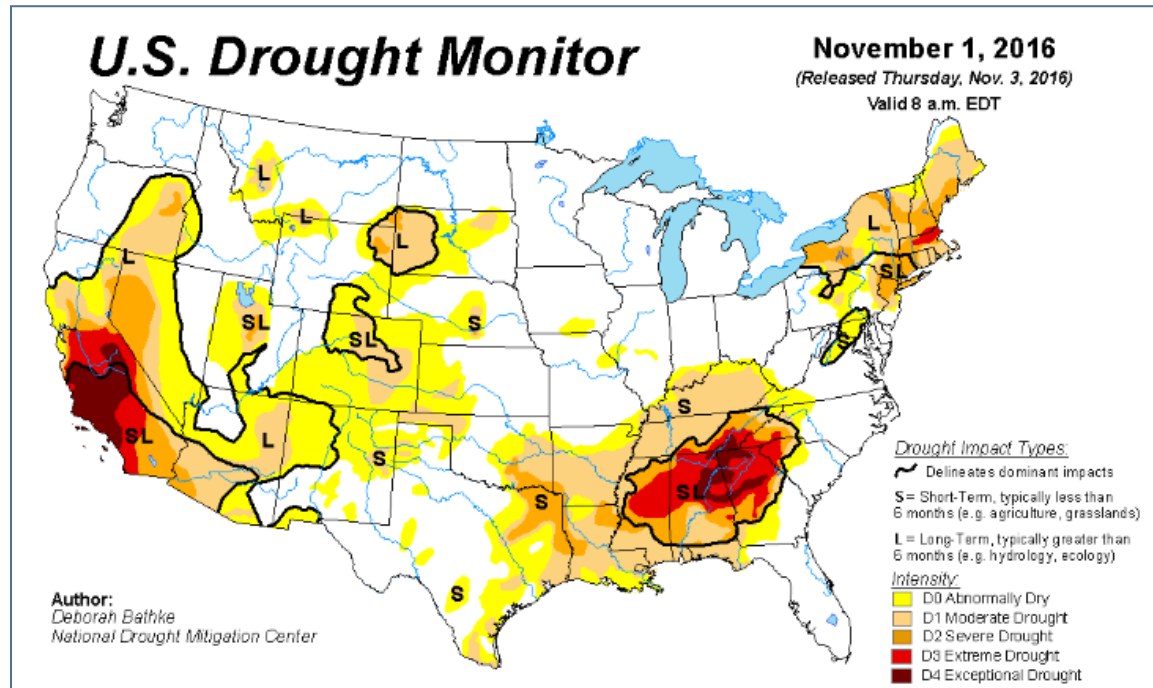 U.S. Drought Monitor
November 1, 2016
(Released Thursday, Nov. 3, 2016)
Valid 8 a.m. EDT
L
L
L
L
L
L
SL
S
SL
SL
S
SL
L
S
S
SL
S
Drought Impact Types:
Delineates dominant impacts
S = Short-Term, typically less than
6 months (e.g. agriculture, grasslands)
L = Long-Term, typically greater than
6 months (e.g. hydrology, ecology)
Intensity:
D0 Abnormally Dry
D1 Moderate Drought
D2 Severe Drought
D3 Extreme Drought
D4 Exceptional Drought
Author:
Deborah Bathke
National Drought Mitigation Center